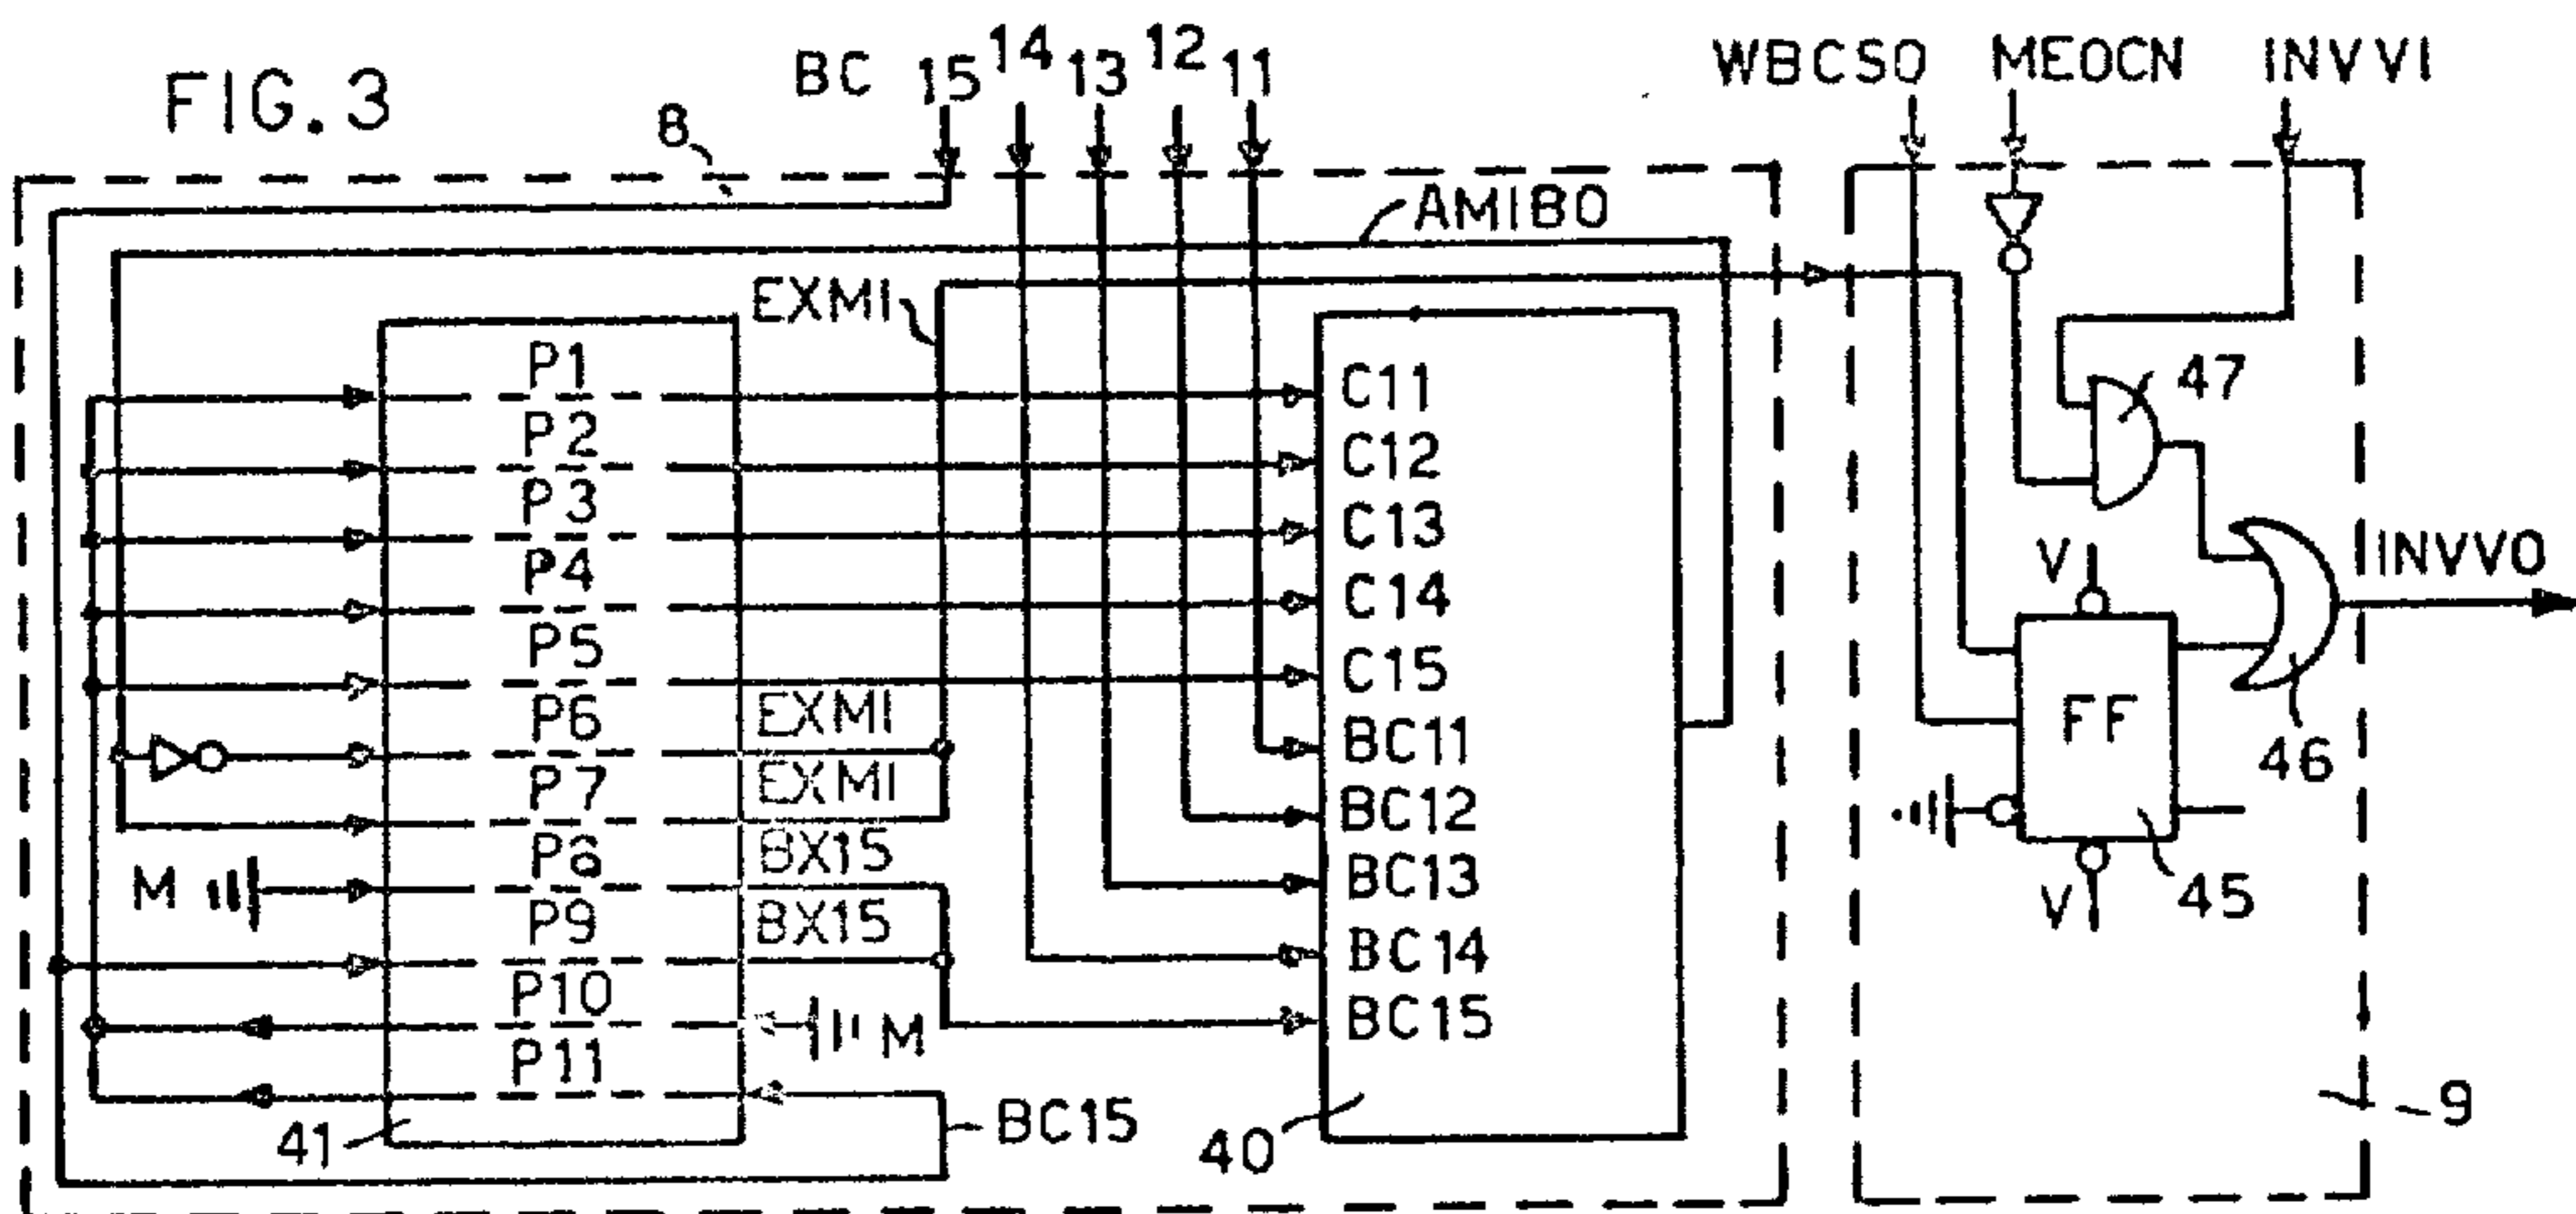 FIG. 3
BC 15 14 13 12 11
WBCSO MEOCN INVVI
8
AMIBO
EXMI
P1
P2
P3
P4
P5
P6
P7
P8
P9
P10
P11
EXMI
EXMI
BX15
BX15
M
M
BC15
41
C11
C12
C13
C14
C15
BC11
BC12
BC13
BC14
BC15
40
47
V
FF
V
45
46
INVVO
9